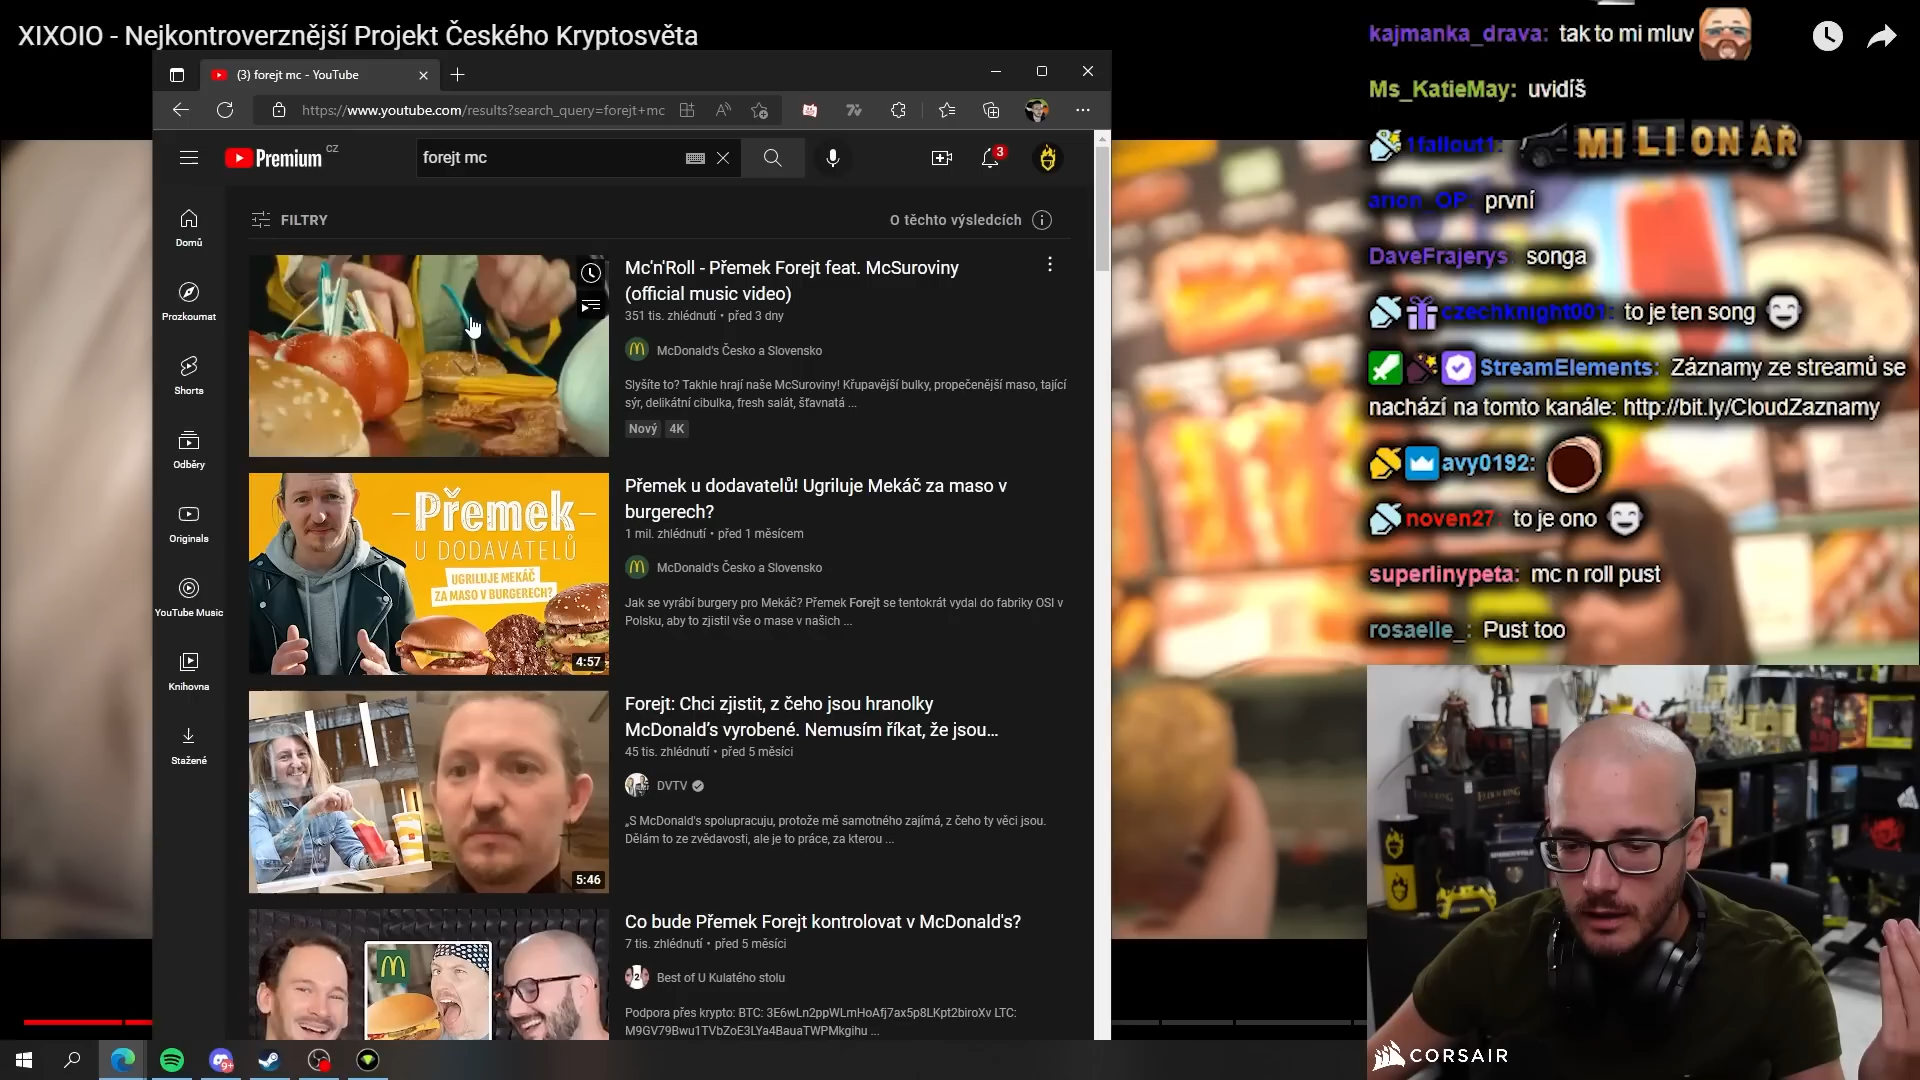 XIXOIO - Nejkontroverznější Projekt Českého Kryptosvěta
(3) forejt mc - YouTube
https://www.youtube.com/results?search_query=forejt+mc
Premium CZ
forejt mc
3
FILTRY
O těchto výsledcích
Domů
Prozkoumat
Shorts
Odběry
Originals
YouTube Music
Knihovna
Stažené
Mc'n'Roll - Přemek Forejt feat. McSuroviny
(official music video)
351 tis. zhlédnutí • před 3 dny
McDonald's Česko a Slovensko
Slyšíte to? Takhle hrají naše McSuroviny! Křupavější bulky, propečenější maso, tající
sýr, delikátní cibulka, fresh salát, šťavnatá ...
Nový 4K
Přemek
U DODAVATELŮ
UGRILUJE MEKÁČ
ZA MASO V BURGERECH?
4:57
Přemek u dodavatelů! Ugriluje Mekáč za maso v
burgerech?
1 mil. zhlédnutí • před 1 měsícem
McDonald's Česko a Slovensko
Jak se vyrábí burgery pro Mekáč? Přemek Forejt se tentokrát vydal do fabriky OSI v
Polsku, aby to zjistil vše o mase v našich ...
5:46
Forejt: Chci zjistit, z čeho jsou hranolky
McDonald's vyrobené. Nemusím říkat, že jsou...
45 tis. zhlédnutí • před 5 měsíci
DVTV
„S McDonald's spolupracuju, protože mě samotného zajímá, z čeho ty věci jsou.
Dělám to ze zvědavosti, ale je to práce, za kterou ...
Co bude Přemek Forejt kontrolovat v McDonald's?
7 tis. zhlédnutí • před 5 měsíci
Best of U Kulatého stolu
Podpora přes krypto: BTC: 3E6wLn2ppWLmHoAfj7ax5p8LKpt2biroXv LTC:
M9GV79Bwu1TVbZoE3LYa4BauaTWPMkgihu ...
kajmanka_drava: tak to mi mluv
Ms_KatieMay: uvidíš
1fallout1: MILIONÁŘ
arion_OP: první
DaveFrajerys: songa
czechknight001: to je ten song
StreamElements: Záznamy ze streamů se
nachází na tomto kanále: http://bit.ly/CloudZaznamy
avy0192:
noven27: to je ono
superlinypeta: mc n roll pust
rosaelle_: Pust too
CORSAIR
9+